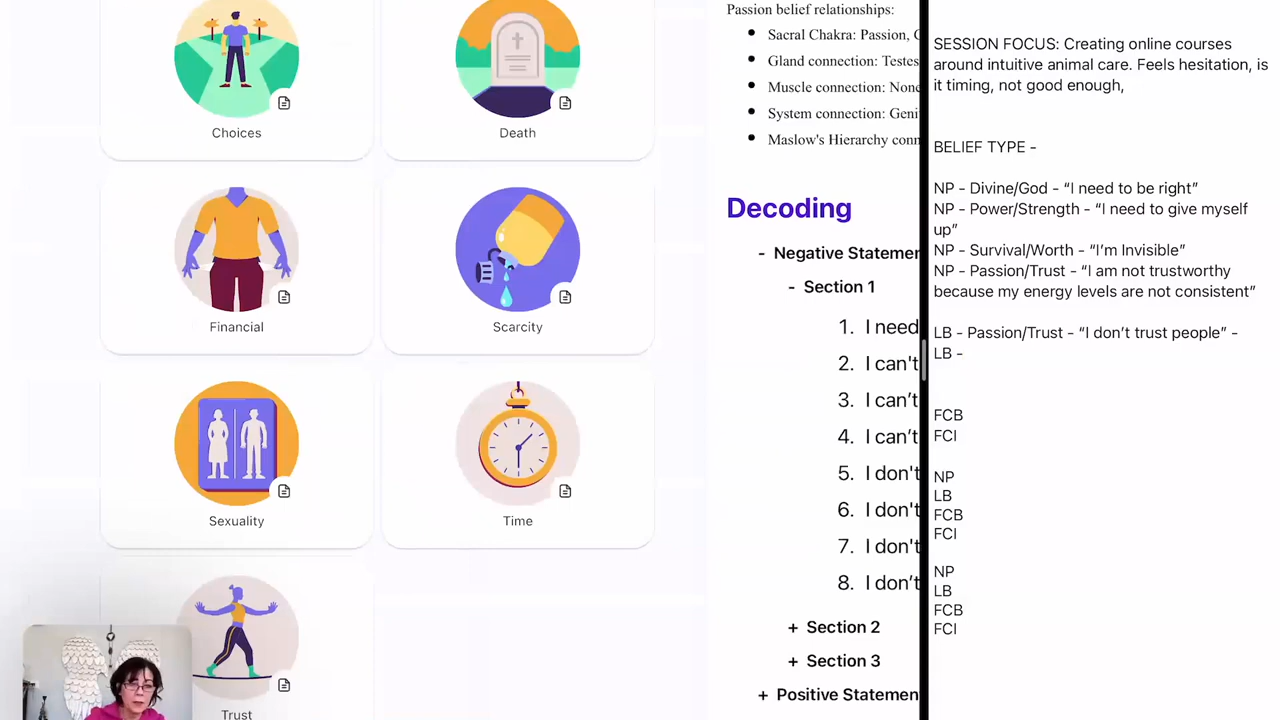 Choices
Death
Financial
Scarcity
Sexuality
Time
Trust
Passion belief relationships:
Sacral Chakra: Passion,
Gland connection: Testes
Muscle connection: None
System connection: Geni
Maslow's Hierarchy conn
Decoding
- Negative Statemen
- Section 1
1. I need
2. I can't
3. I can't
4. I can't
5. I don't
6. I don't
7. I don't
8. I don't
+ Section 2
+ Section 3
+ Positive Statemen
SESSION FOCUS: Creating online courses
around intuitive animal care. Feels hesitation, is
it timing, not good enough,
BELIEF TYPE -
NP - Divine/God - “I need to be right”
NP - Power/Strength - “I need to give myself
up”
NP - Survival/Worth - “I’m Invisible”
NP - Passion/Trust - “I am not trustworthy
because my energy levels are not consistent”
LB - Passion/Trust - “I don’t trust people” -
LB -
FCB
FCI
NP
LB
FCB
FCI
NP
LB
FCB
FCI